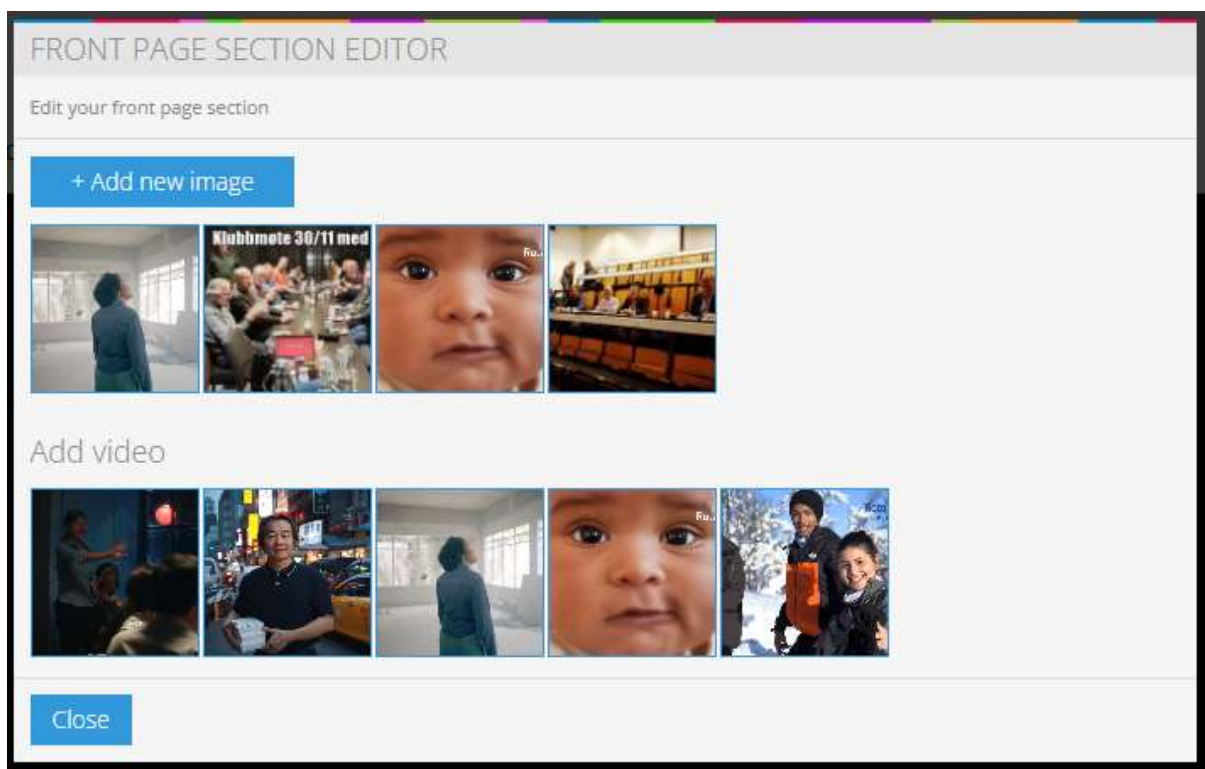 FRONT PAGE SECTION EDITOR
Edit your front page section
+ Add new image
Klubbmøte 30/11 med
Add video
Close